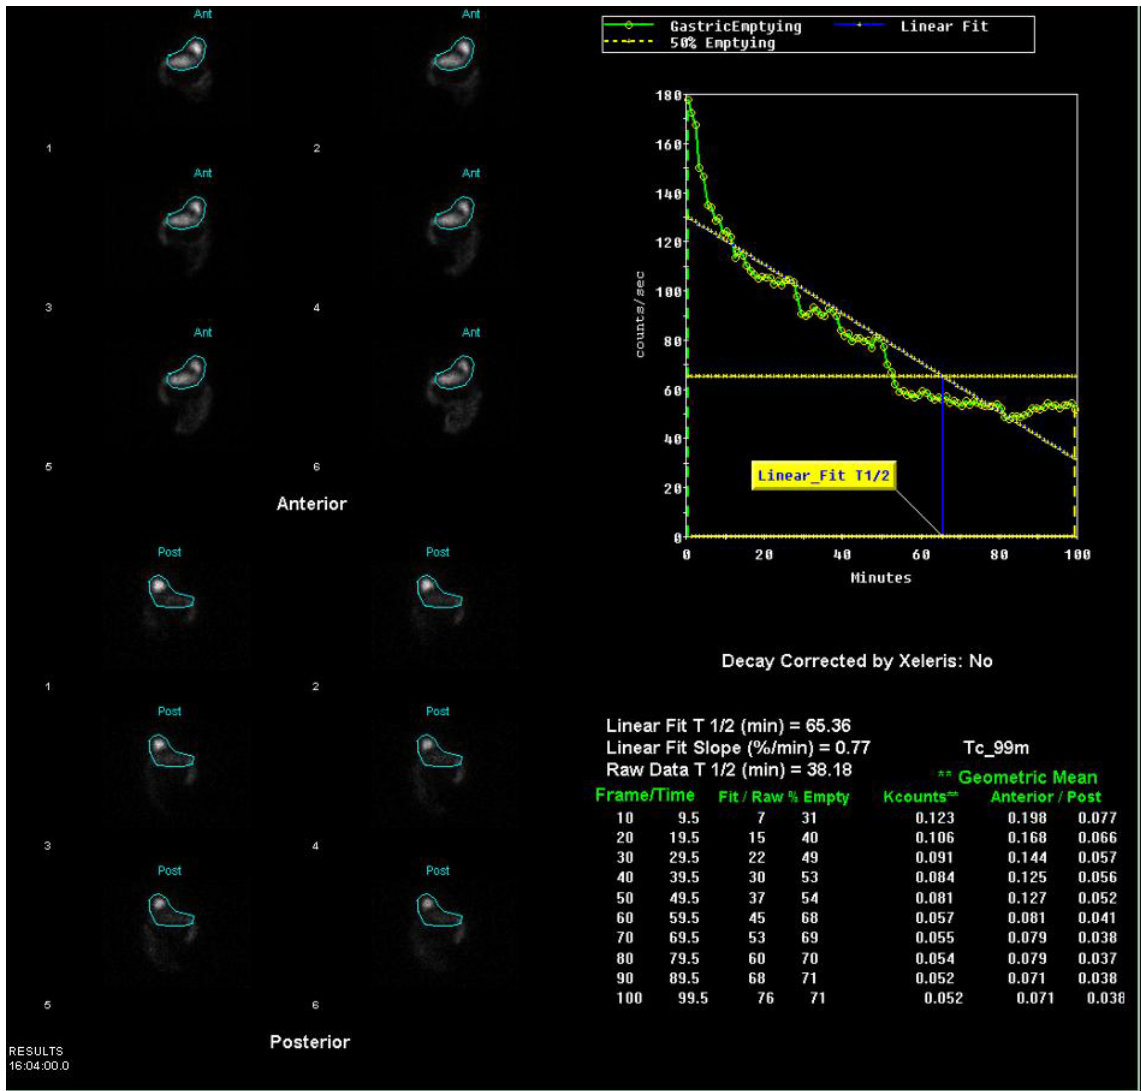 Ant Ant
1 2
Ant Ant
3 4
Ant Ant
5 6
Anterior
Post Post
1 2
Post Post
3 4
Post Post
5 6
Posterior
RESULTS
16:04:00.0
GastricEmptying Linear Fit
50% Emptying
180
160
140
120
100
80
60
40
20
0
counts/sec
Linear_Fit T1/2
0 20 40 60 80 100
Minutes
Decay Corrected by Xeleris: No
Linear Fit T 1/2 (min) = 65.36
Linear Fit Slope (%/min) = 0.77 Tc_99m
Raw Data T 1/2 (min) = 38.18 ** Geometric Mean
Frame/Time Fit / Raw % Empty Kcounts** Anterior / Post
10 9.5 7 31 0.123 0.198 0.077
20 19.5 15 40 0.106 0.168 0.066
30 29.5 22 49 0.091 0.144 0.057
40 39.5 30 53 0.084 0.125 0.056
50 49.5 37 54 0.081 0.127 0.052
60 59.5 45 68 0.057 0.081 0.041
70 69.5 53 69 0.055 0.079 0.038
80 79.5 60 70 0.054 0.079 0.037
90 89.5 68 71 0.052 0.071 0.038
100 99.5 76 71 0.052 0.071 0.038